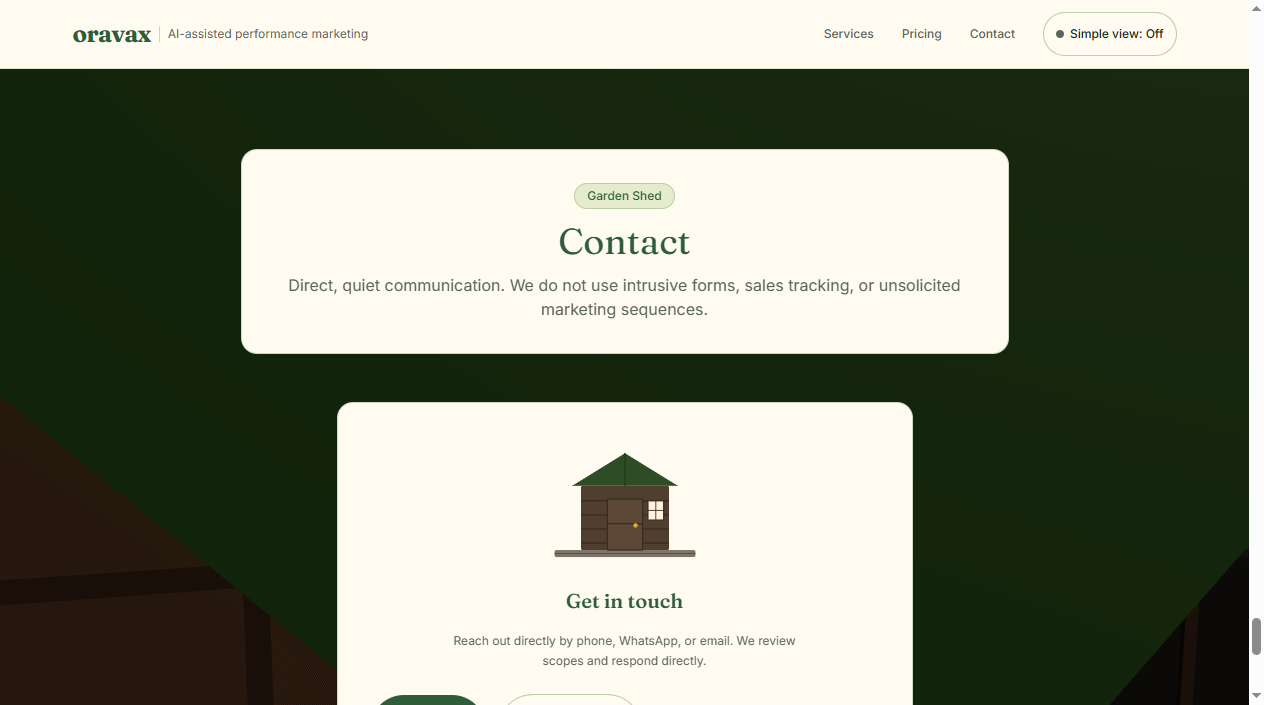 oravax
AI-assisted performance marketing
Services
Pricing
Contact
Simple view: Off
Garden Shed
Contact
Direct, quiet communication. We do not use intrusive forms, sales tracking, or unsolicited
marketing sequences.
Get in touch
Reach out directly by phone, WhatsApp, or email. We review
scopes and respond directly.